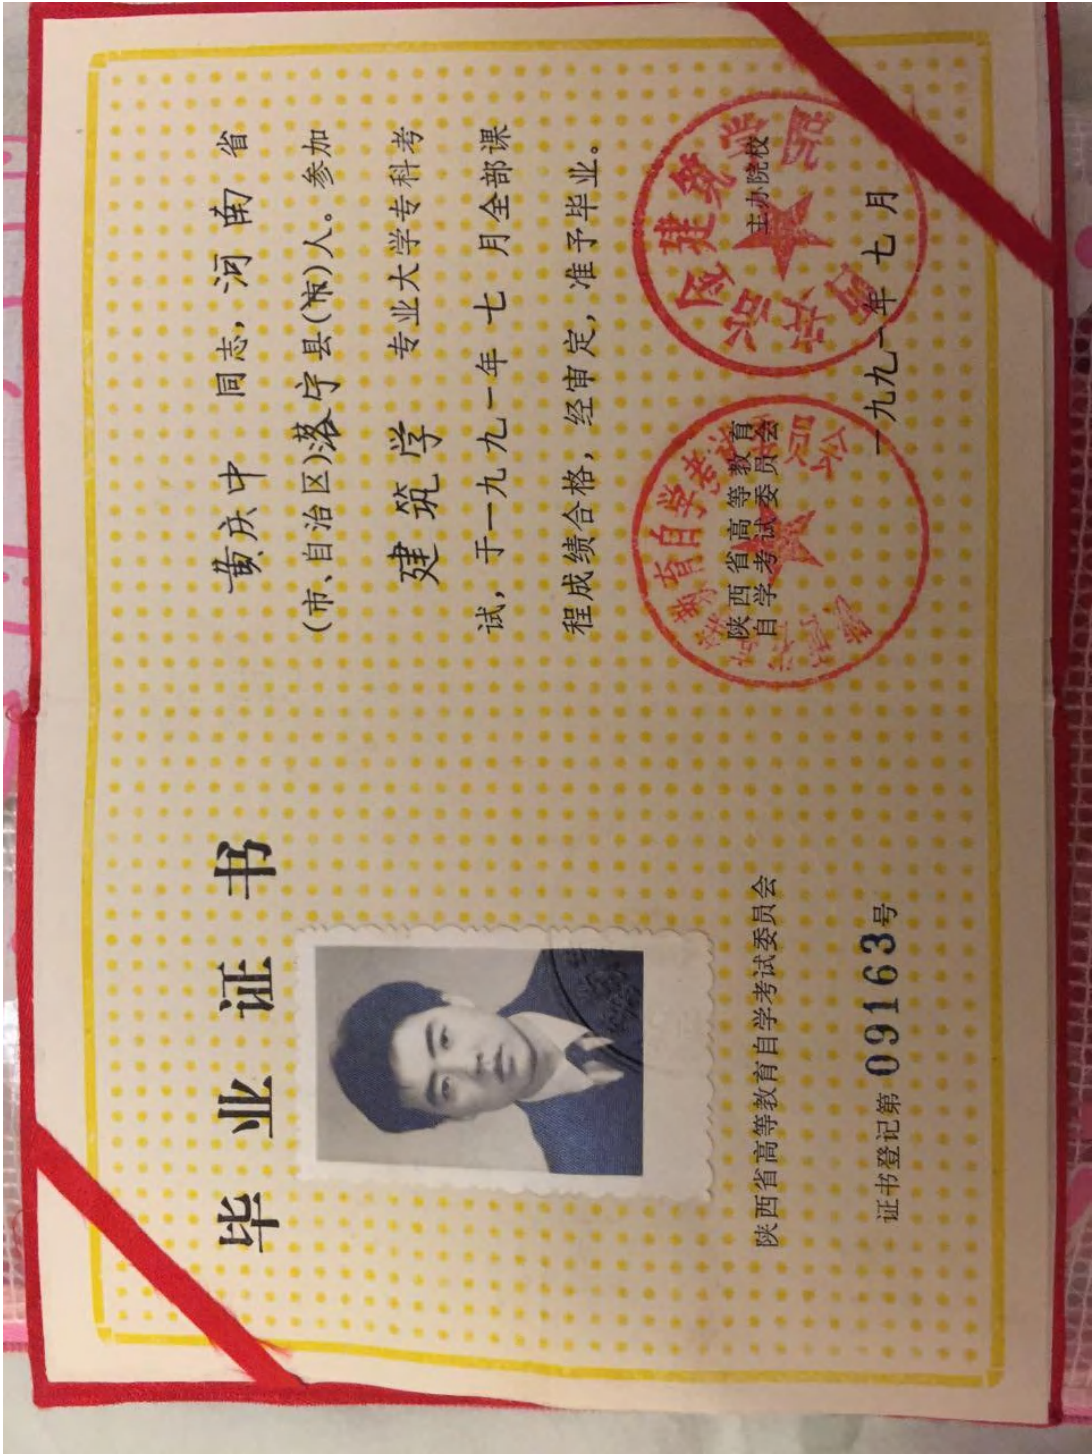 毕业证书
陕西省高等教育自学考试委员会
证书登记第09163号
黄庆中 同志,河南省
(市、自治区)洛宁县(市)人。参加
建筑学 专业大学专科考
试,于一九九一年七月全部课
程成绩合格,经审定,准予毕业。
陕西省高等教育
自学考试委员会
主办院校
一九九一年七月